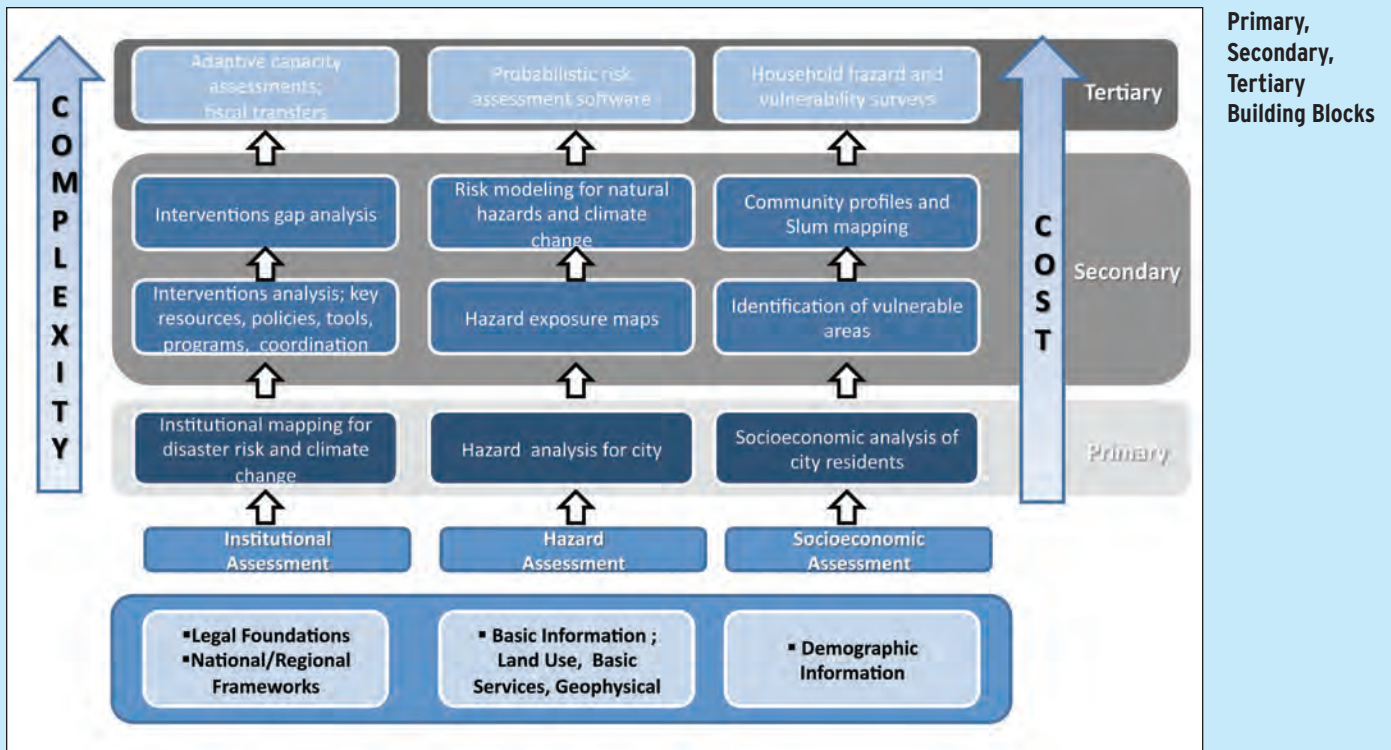 Primary,
Secondary,
Tertiary
Building Blocks
COMPLEXITY
COST
Tertiary
Adaptive capacity
assessments;
fiscal transfers
Probabilistic risk
assessment software
Household hazard and
vulnerability surveys
Secondary
Interventions gap analysis
Risk modeling for natural
hazards and climate
change
Community profiles and
Slum mapping
Interventions analysis; key
resources, policies, tools,
programs, coordination
Hazard exposure maps
Identification of vulnerable
areas
Primary
Institutional mapping for
disaster risk and climate
change
Hazard analysis for city
Socioeconomic analysis of
city residents
Institutional
Assessment
Hazard
Assessment
Socioeconomic
Assessment
▪Legal Foundations
▪National/Regional
Frameworks
▪ Basic Information ;
Land Use, Basic
Services, Geophysical
▪ Demographic
Information